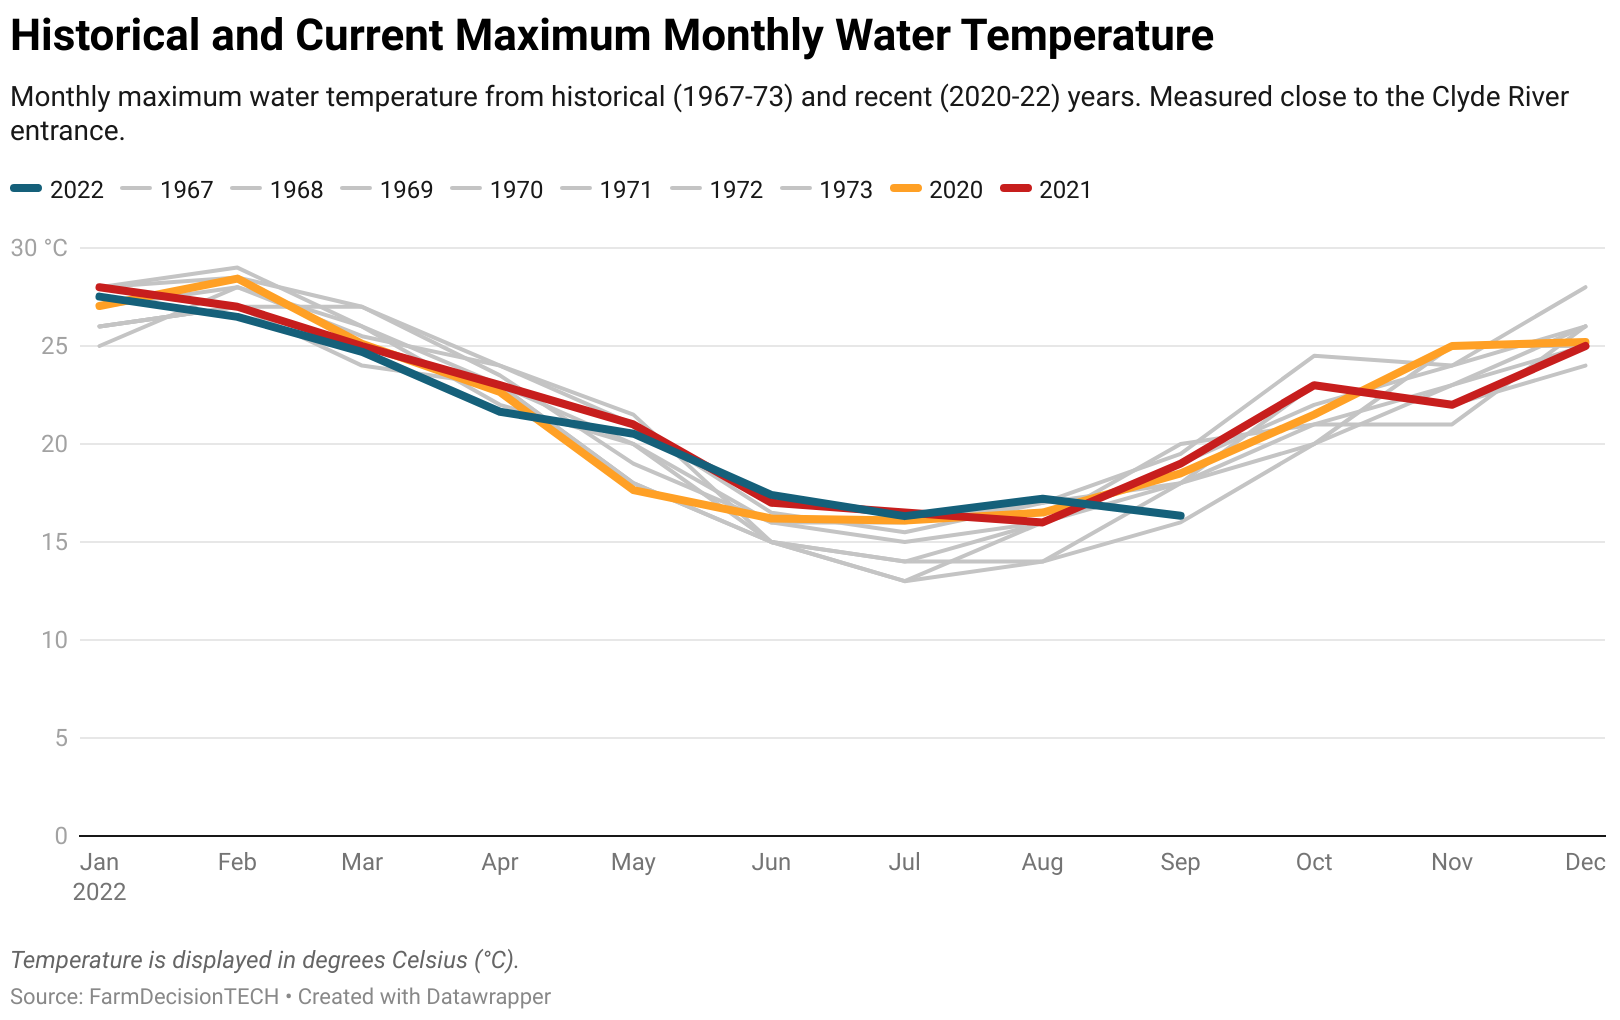 Historical and Current Maximum Monthly Water Temperature
Monthly maximum water temperature from historical (1967-73) and recent (2020-22) years. Measured close to the Clyde River
entrance.
2022 1967 1968 1969 1970 1971 1972 1973 2020 2021
30 °C
25
20
15
10
5
0
Jan Feb Mar Apr May Jun Jul Aug Sep Oct Nov Dec
2022
Temperature is displayed in degrees Celsius (°C).
Source: FarmDecisionTECH • Created with Datawrapper